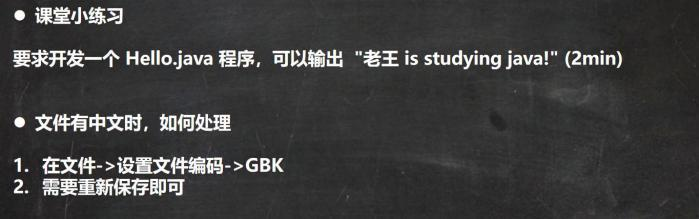 ● 课堂小练习
要求开发一个 Hello.java 程序，可以输出 "老王 is studying java!" (2min)
● 文件有中文时，如何处理
1. 在文件->设置文件编码->GBK
2. 需要重新保存即可